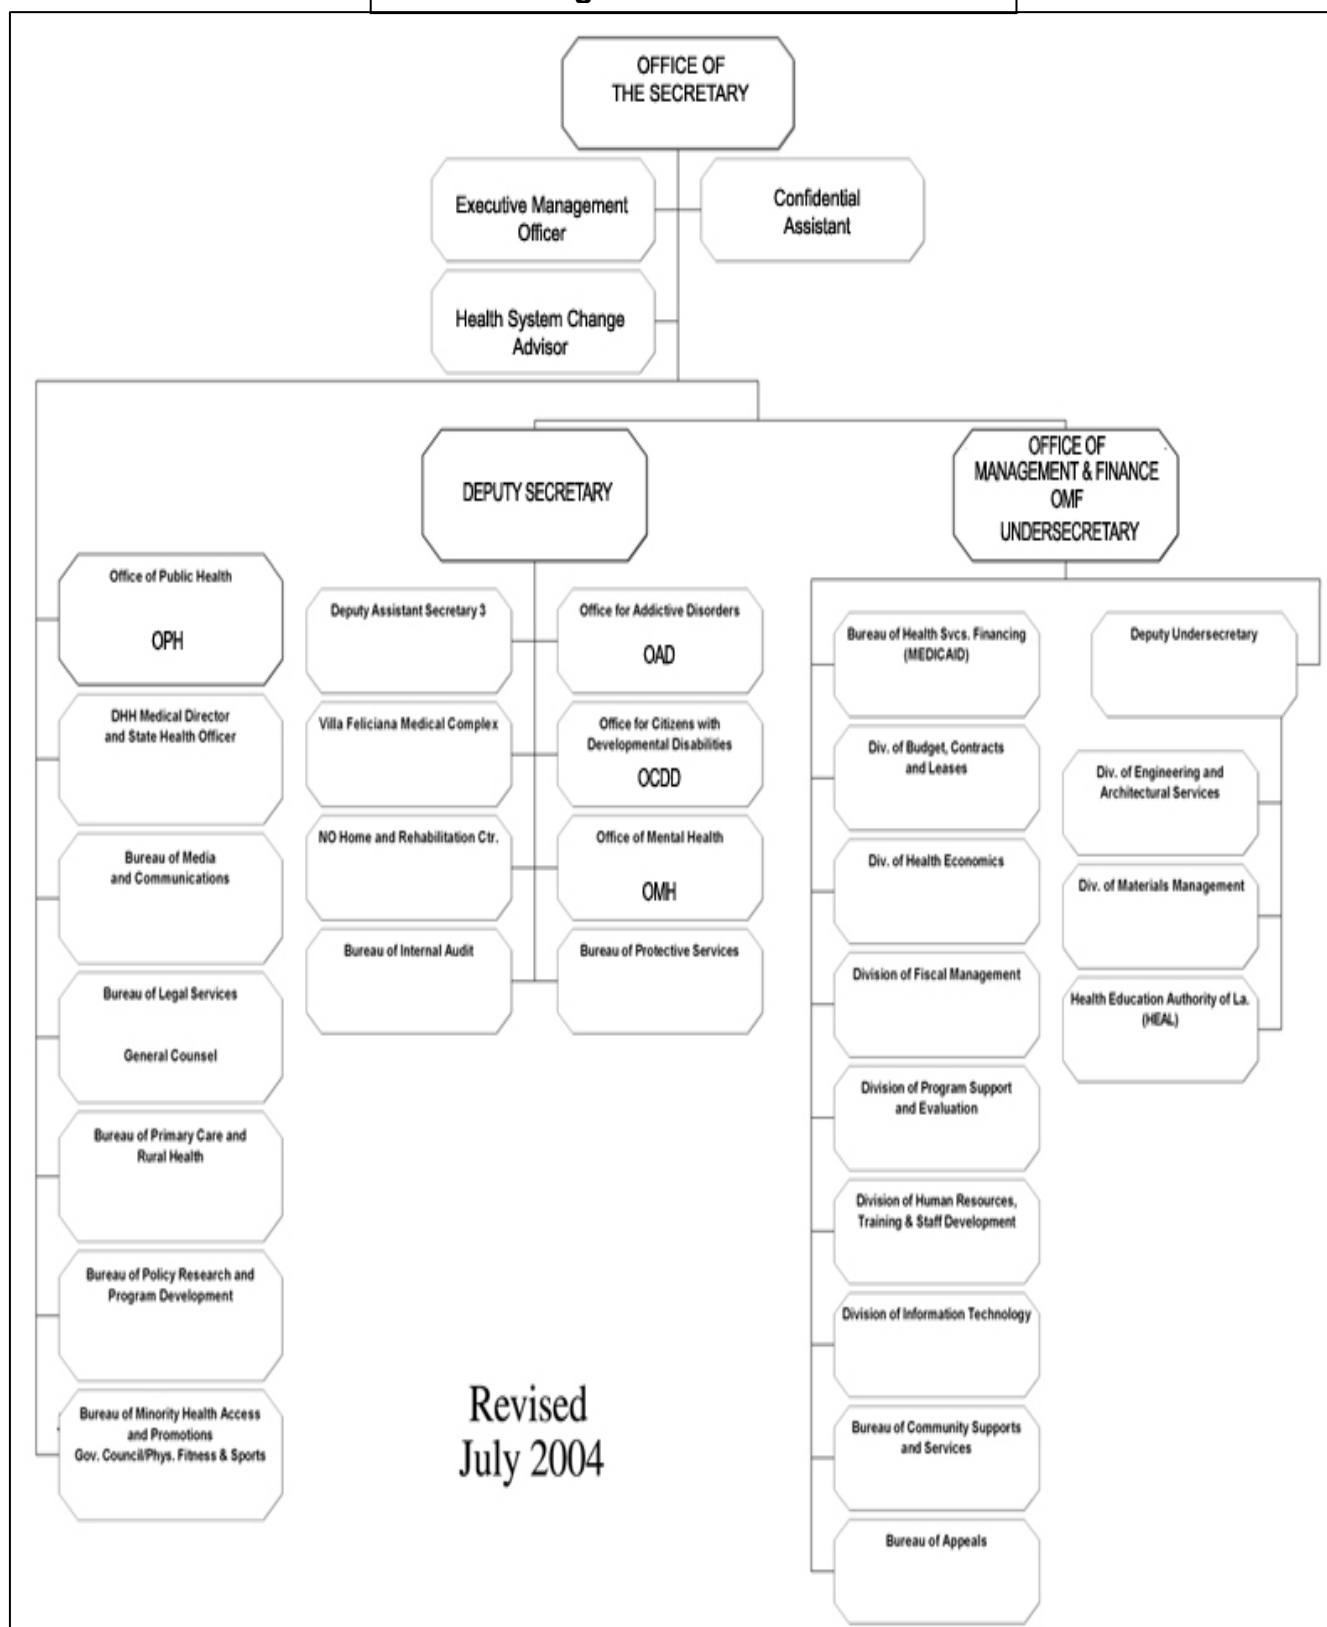 OFFICE OF
THE SECRETARY
Executive Management
Officer
Confidential
Assistant
Health System Change
Advisor
DEPUTY SECRETARY
OFFICE OF
MANAGEMENT & FINANCE
OMF
UNDERSECRETARY
Office of Public Health
OPH
DHH Medical Director
and State Health Officer
Bureau of Media
and Communications
Bureau of Legal Services
General Counsel
Bureau of Primary Care and
Rural Health
Bureau of Policy Research and
Program Development
Bureau of Minority Health Access
and Promotions
Gov. Council/Phys. Fitness & Sports
Deputy Assistant Secretary 3
Villa Feliciana Medical Complex
NO Home and Rehabilitation Ctr.
Bureau of Internal Audit
Office for Addictive Disorders
OAD
Office for Citizens with
Developmental Disabilities
OCDD
Office of Mental Health
OMH
Bureau of Protective Services
Bureau of Health Svcs. Financing
(MEDICAID)
Div. of Budget, Contracts
and Leases
Div. of Health Economics
Division of Fiscal Management
Division of Program Support
and Evaluation
Division of Human Resources,
Training & Staff Development
Division of Information Technology
Bureau of Community Supports
and Services
Bureau of Appeals
Deputy Undersecretary
Div. of Engineering and
Architectural Services
Div. of Materials Management
Health Education Authority of La.
(HEAL)
Revised
July 2004